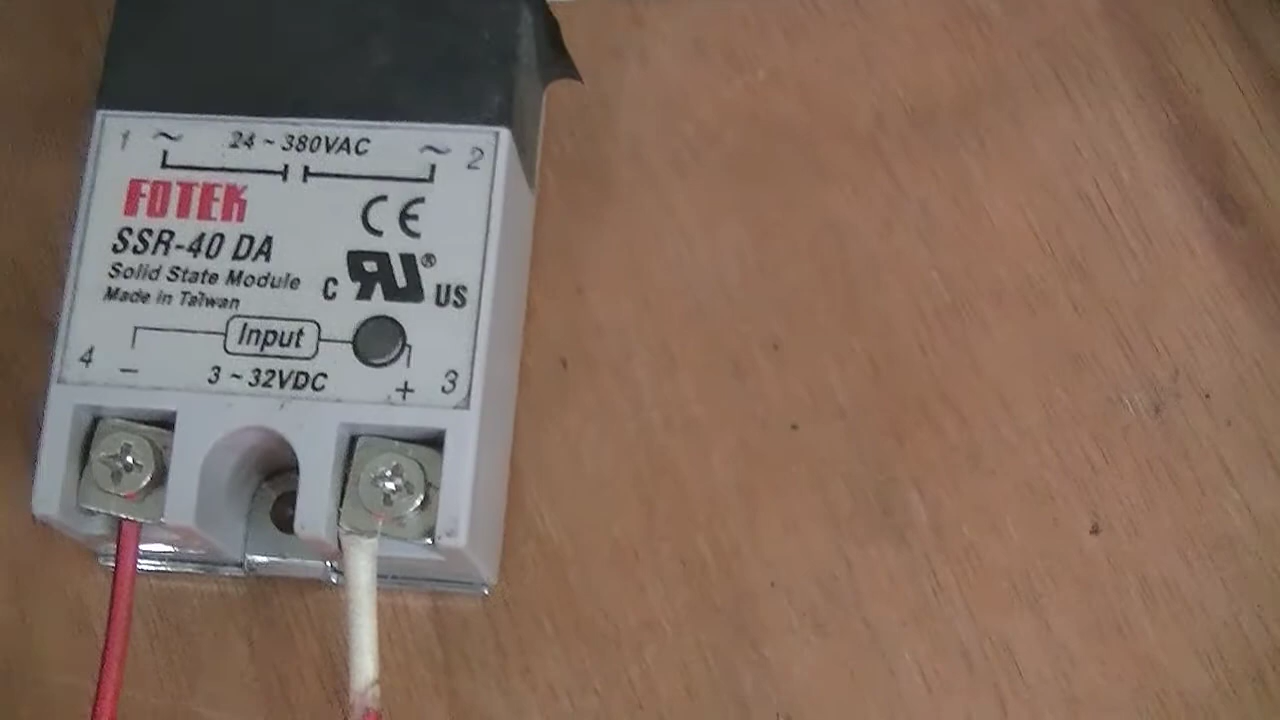 1 ~ 24 ~ 380VAC ~ 2
FOTEK
CE
SSR-40 DA
Solid State Module
Made in Taiwan
C RU® US
Input
4 - 3 ~ 32VDC + 3